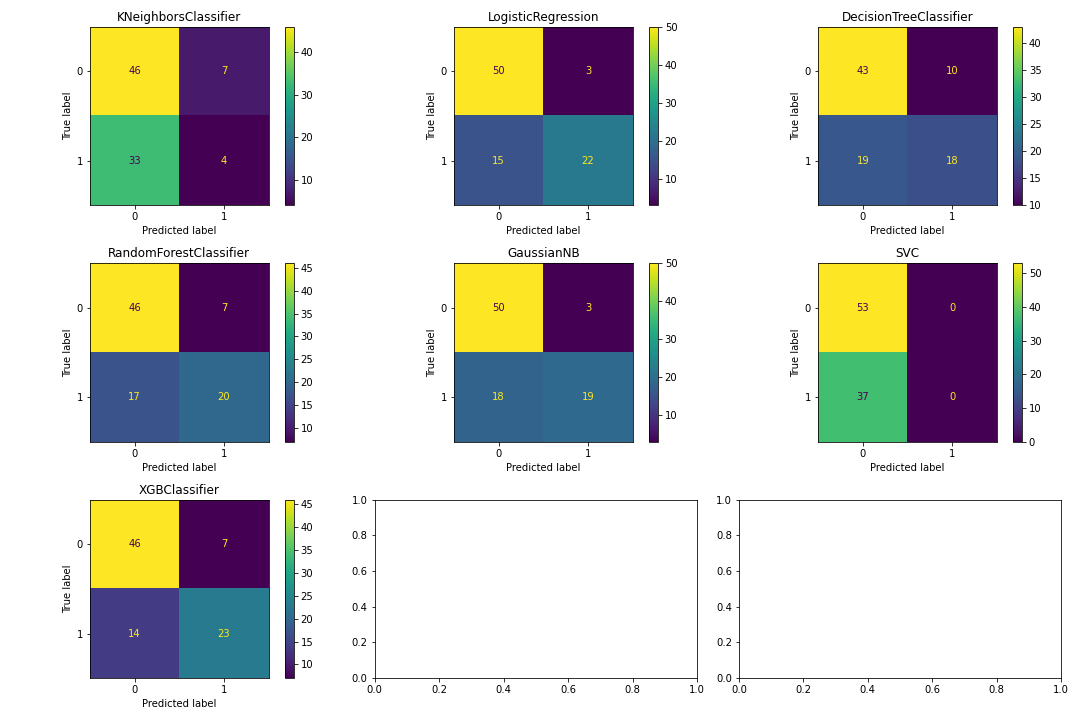 KNeighborsClassifier
0 46 7 40
30
True label
20
1 33 4
10
0 1
Predicted label
LogisticRegression
50
0 50 3 40
30
True label
20
1 15 22
10
0 1
Predicted label
DecisionTreeClassifier
40
0 43 10 35
30
True label
25
20
1 19 18
15
10
0 1
Predicted label
RandomForestClassifier
45
40
0 46 7
35
30
True label
25
20
1 17 20
15
10
0 1
Predicted label
GaussianNB
50
0 50 3 40
30
True label
20
1 18 19
10
0 1
Predicted label
SVC
50
0 53 0 40
30
True label
20
1 37 0
10
0
0 1
Predicted label
XGBClassifier
45
40
0 46 7
35
30
True label
25
20
1 14 23
15
10
0 1
Predicted label
1.0
0.8
0.6
0.4
0.2
0.0
0.0 0.2 0.4 0.6 0.8 1.0
1.0
0.8
0.6
0.4
0.2
0.0
0.0 0.2 0.4 0.6 0.8 1.0